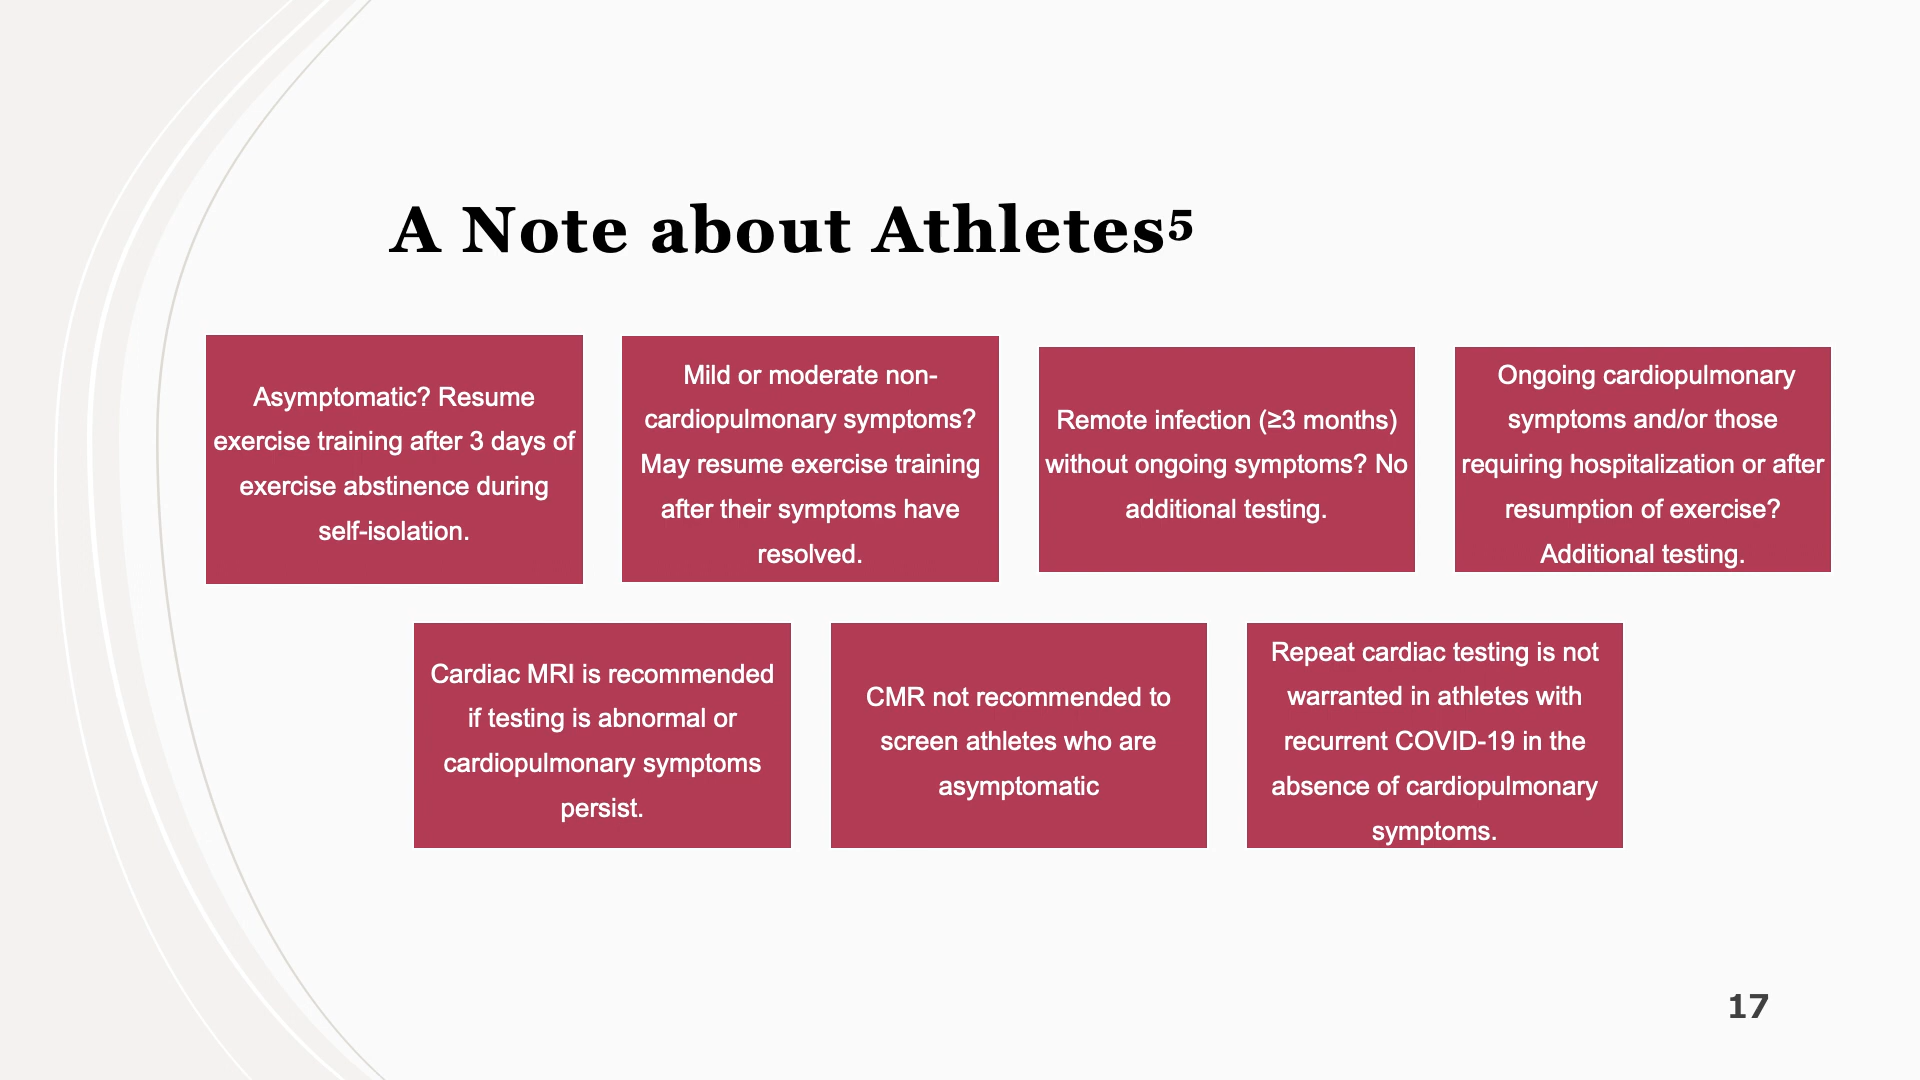 A Note about Athletes⁵
Asymptomatic? Resume
exercise training after 3 days of
exercise abstinence during
self-isolation.
Mild or moderate non-
cardiopulmonary symptoms?
May resume exercise training
after their symptoms have
resolved.
Remote infection (≥3 months)
without ongoing symptoms? No
additional testing.
Ongoing cardiopulmonary
symptoms and/or those
requiring hospitalization or after
resumption of exercise?
Additional testing.
Cardiac MRI is recommended
if testing is abnormal or
cardiopulmonary symptoms
persist.
CMR not recommended to
screen athletes who are
asymptomatic
Repeat cardiac testing is not
warranted in athletes with
recurrent COVID-19 in the
absence of cardiopulmonary
symptoms.
17